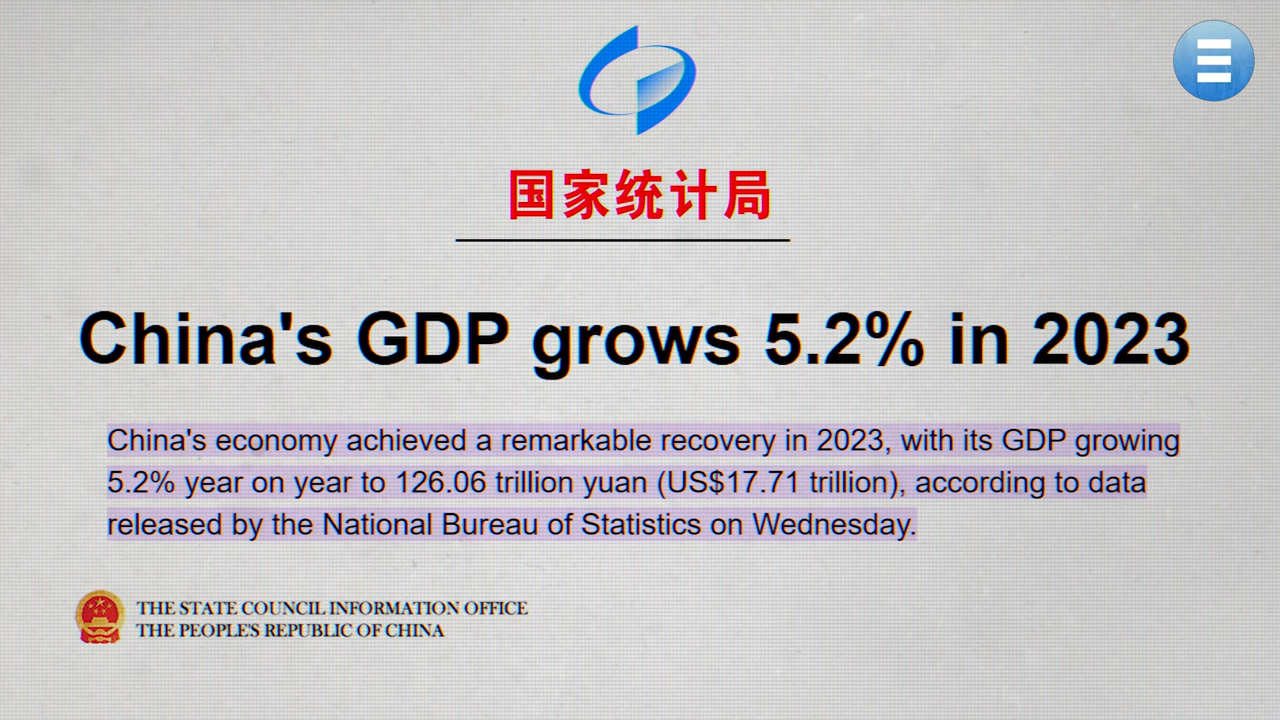 国家统计局
China's GDP grows 5.2% in 2023
China's economy achieved a remarkable recovery in 2023, with its GDP growing
5.2% year on year to 126.06 trillion yuan (US$17.71 trillion), according to data
released by the National Bureau of Statistics on Wednesday.
THE STATE COUNCIL INFORMATION OFFICE
THE PEOPLE'S REPUBLIC OF CHINA